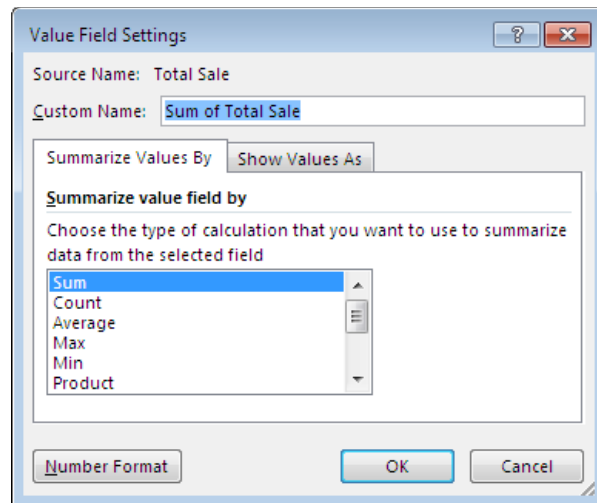 Value Field Settings
?
Source Name: Total Sale
Custom Name: Sum of Total Sale
Summarize Values By Show Values As
Summarize value field by
Choose the type of calculation that you want to use to summarize
data from the selected field
Sum
Count
Average
Max
Min
Product
Number Format OK Cancel